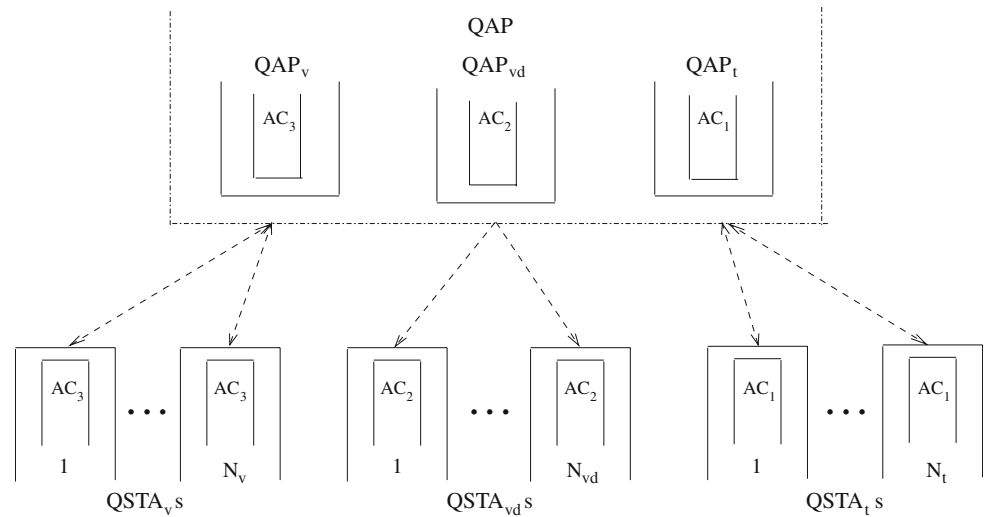 QAP
QAP_v QAP_vd QAP_t
AC_3 AC_2 AC_1
AC_3 AC_3 AC_2 AC_2 AC_1 AC_1
1 N_v 1 N_vd 1 N_t
QSTA_v s QSTA_vd s QSTA_t s